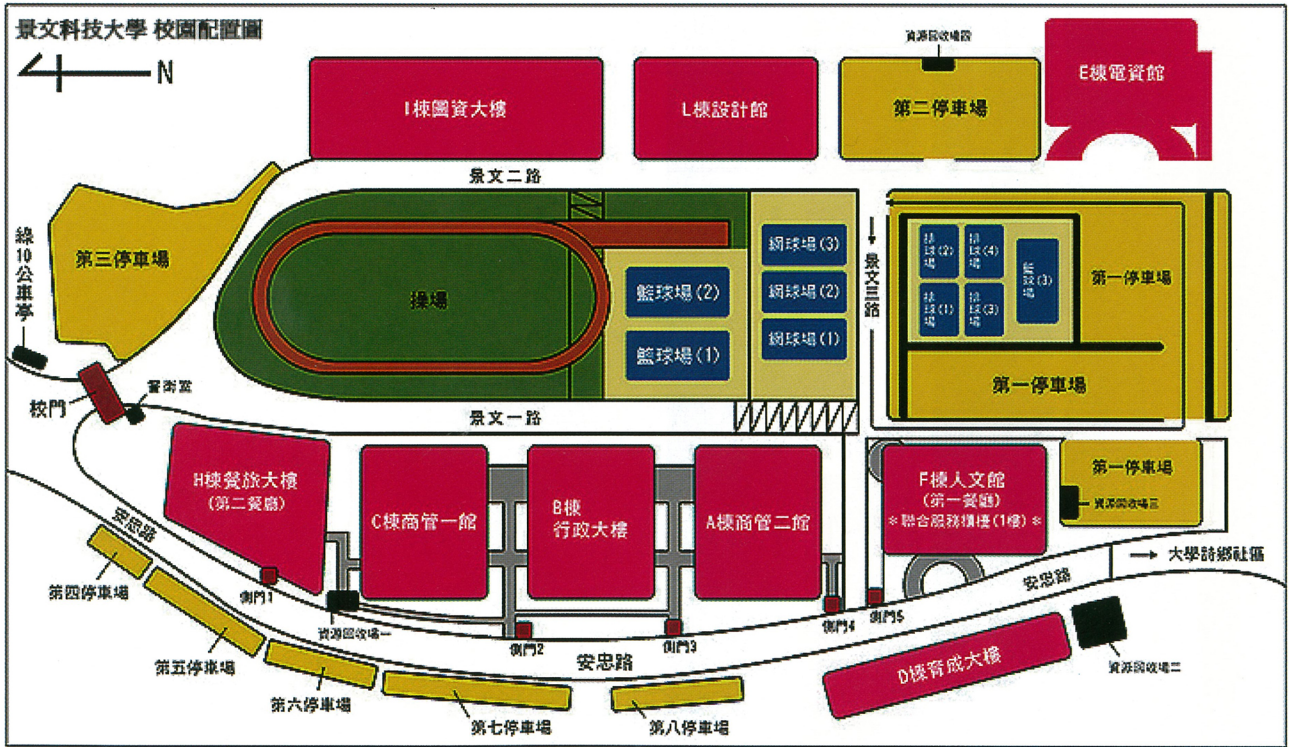 景文科技大學 校園配置圖
N
資源回收場四
I棟圖資大樓
L棟設計館
第二停車場
E棟電資館
景文二路
第三停車場
綠10公車亭
操場
籃球場(2)
籃球場(1)
網球場(3)
網球場(2)
網球場(1)
景文三路
排球場(2)
排球場(4)
排球場(1)
排球場(3)
籃球場(3)
第一停車場
第一停車場
校門
警衛室
景文一路
H棟餐旅大樓
(第二餐廳)
C棟商管一館
B棟
行政大樓
A棟商管二館
F棟人文館
(第一餐廳)
*聯合服務櫃檯(1樓)*
第一停車場
資源回收場三
安忠路
大學詩鄉社區
安忠路
第四停車場
側門1
資源回收場一
側門2
側門3
側門4
側門5
安忠路
第五停車場
第六停車場
第七停車場
第八停車場
D棟育成大樓
資源回收場二